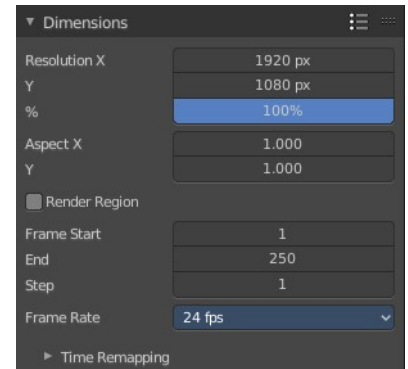 Dimensions
Resolution X 1920 px
Y 1080 px
% 100%
Aspect X 1.000
Y 1.000
Render Region
Frame Start 1
End 250
Step 1
Frame Rate 24 fps
Time Remapping